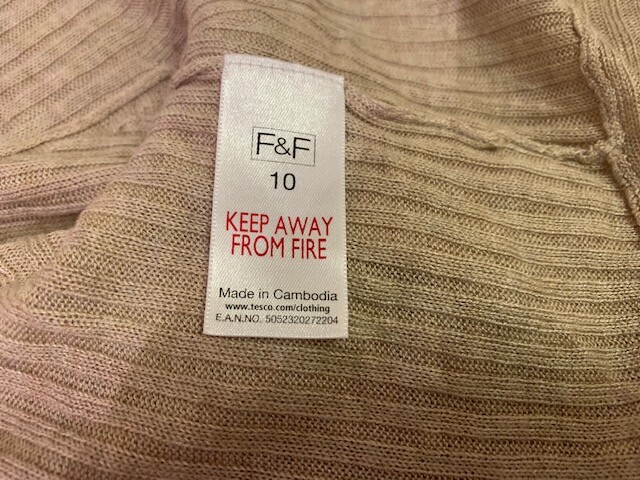 F&F
10
KEEP AWAY
FROM FIRE
Made in Cambodia
www.tesco.com/clothing
E.A.N.NO. 5052320272204